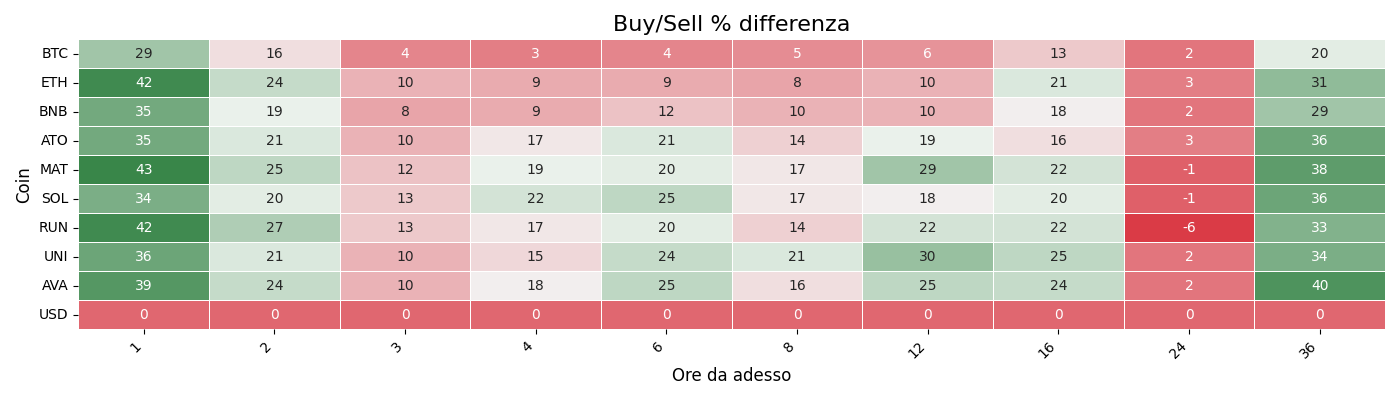 Buy/Sell % differenza
Coin
BTC 29 16 4 3 4 5 6 13 2 20
ETH 42 24 10 9 9 8 10 21 3 31
BNB 35 19 8 9 12 10 10 18 2 29
ATO 35 21 10 17 21 14 19 16 3 36
MAT 43 25 12 19 20 17 29 22 -1 38
SOL 34 20 13 22 25 17 18 20 -1 36
RUN 42 27 13 17 20 14 22 22 -6 33
UNI 36 21 10 15 24 21 30 25 2 34
AVA 39 24 10 18 25 16 25 24 2 40
USD 0 0 0 0 0 0 0 0 0 0
1 2 3 4 6 8 12 16 24 36
Ore da adesso